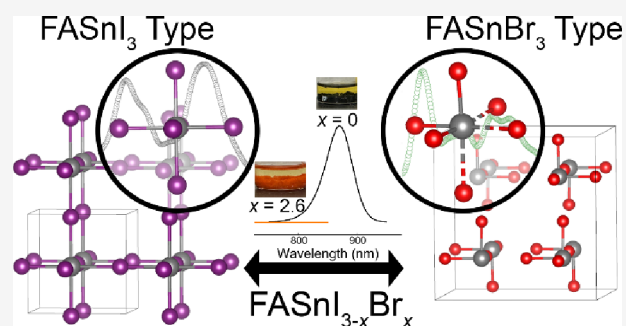 FASnI₃ Type
FASnBr₃ Type
x = 0
x = 2.6
800
900
Wavelength (nm)
FASnI₃₋ₓBrₓ